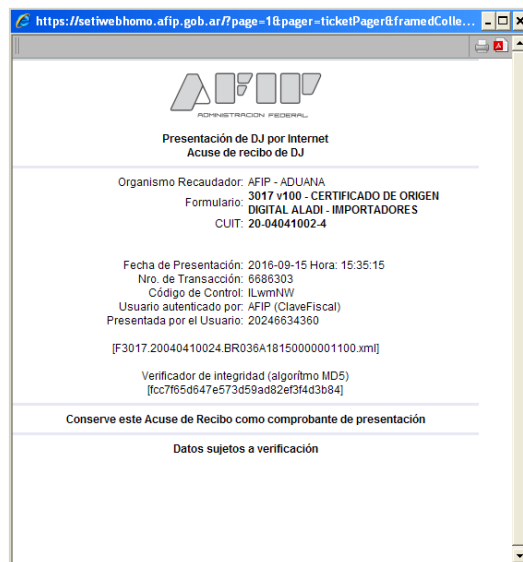 https://setiwebhomo.afip.gob.ar/?page=1&pager=ticketPager&framedColle...
AFIP
ADMINISTRACION FEDERAL
Presentación de DJ por Internet
Acuse de recibo de DJ
Organismo Recaudador: AFIP - ADUANA
Formulario: 3017 v100 - CERTIFICADO DE ORIGEN
DIGITAL ALADI - IMPORTADORES
CUIT: 20-04041002-4
Fecha de Presentación: 2016-09-15 Hora: 15:35:15
Nro. de Transacción: 6686303
Código de Control: ILwmNW
Usuario autenticado por: AFIP (ClaveFiscal)
Presentada por el Usuario: 20246634360
[F3017.20040410024.BR036A18150000001100.xml]
Verificador de integridad (algorítmo MD5)
[fcc7f65d647e573d59ad82ef3f4d3b84]
Conserve este Acuse de Recibo como comprobante de presentación
Datos sujetos a verificación